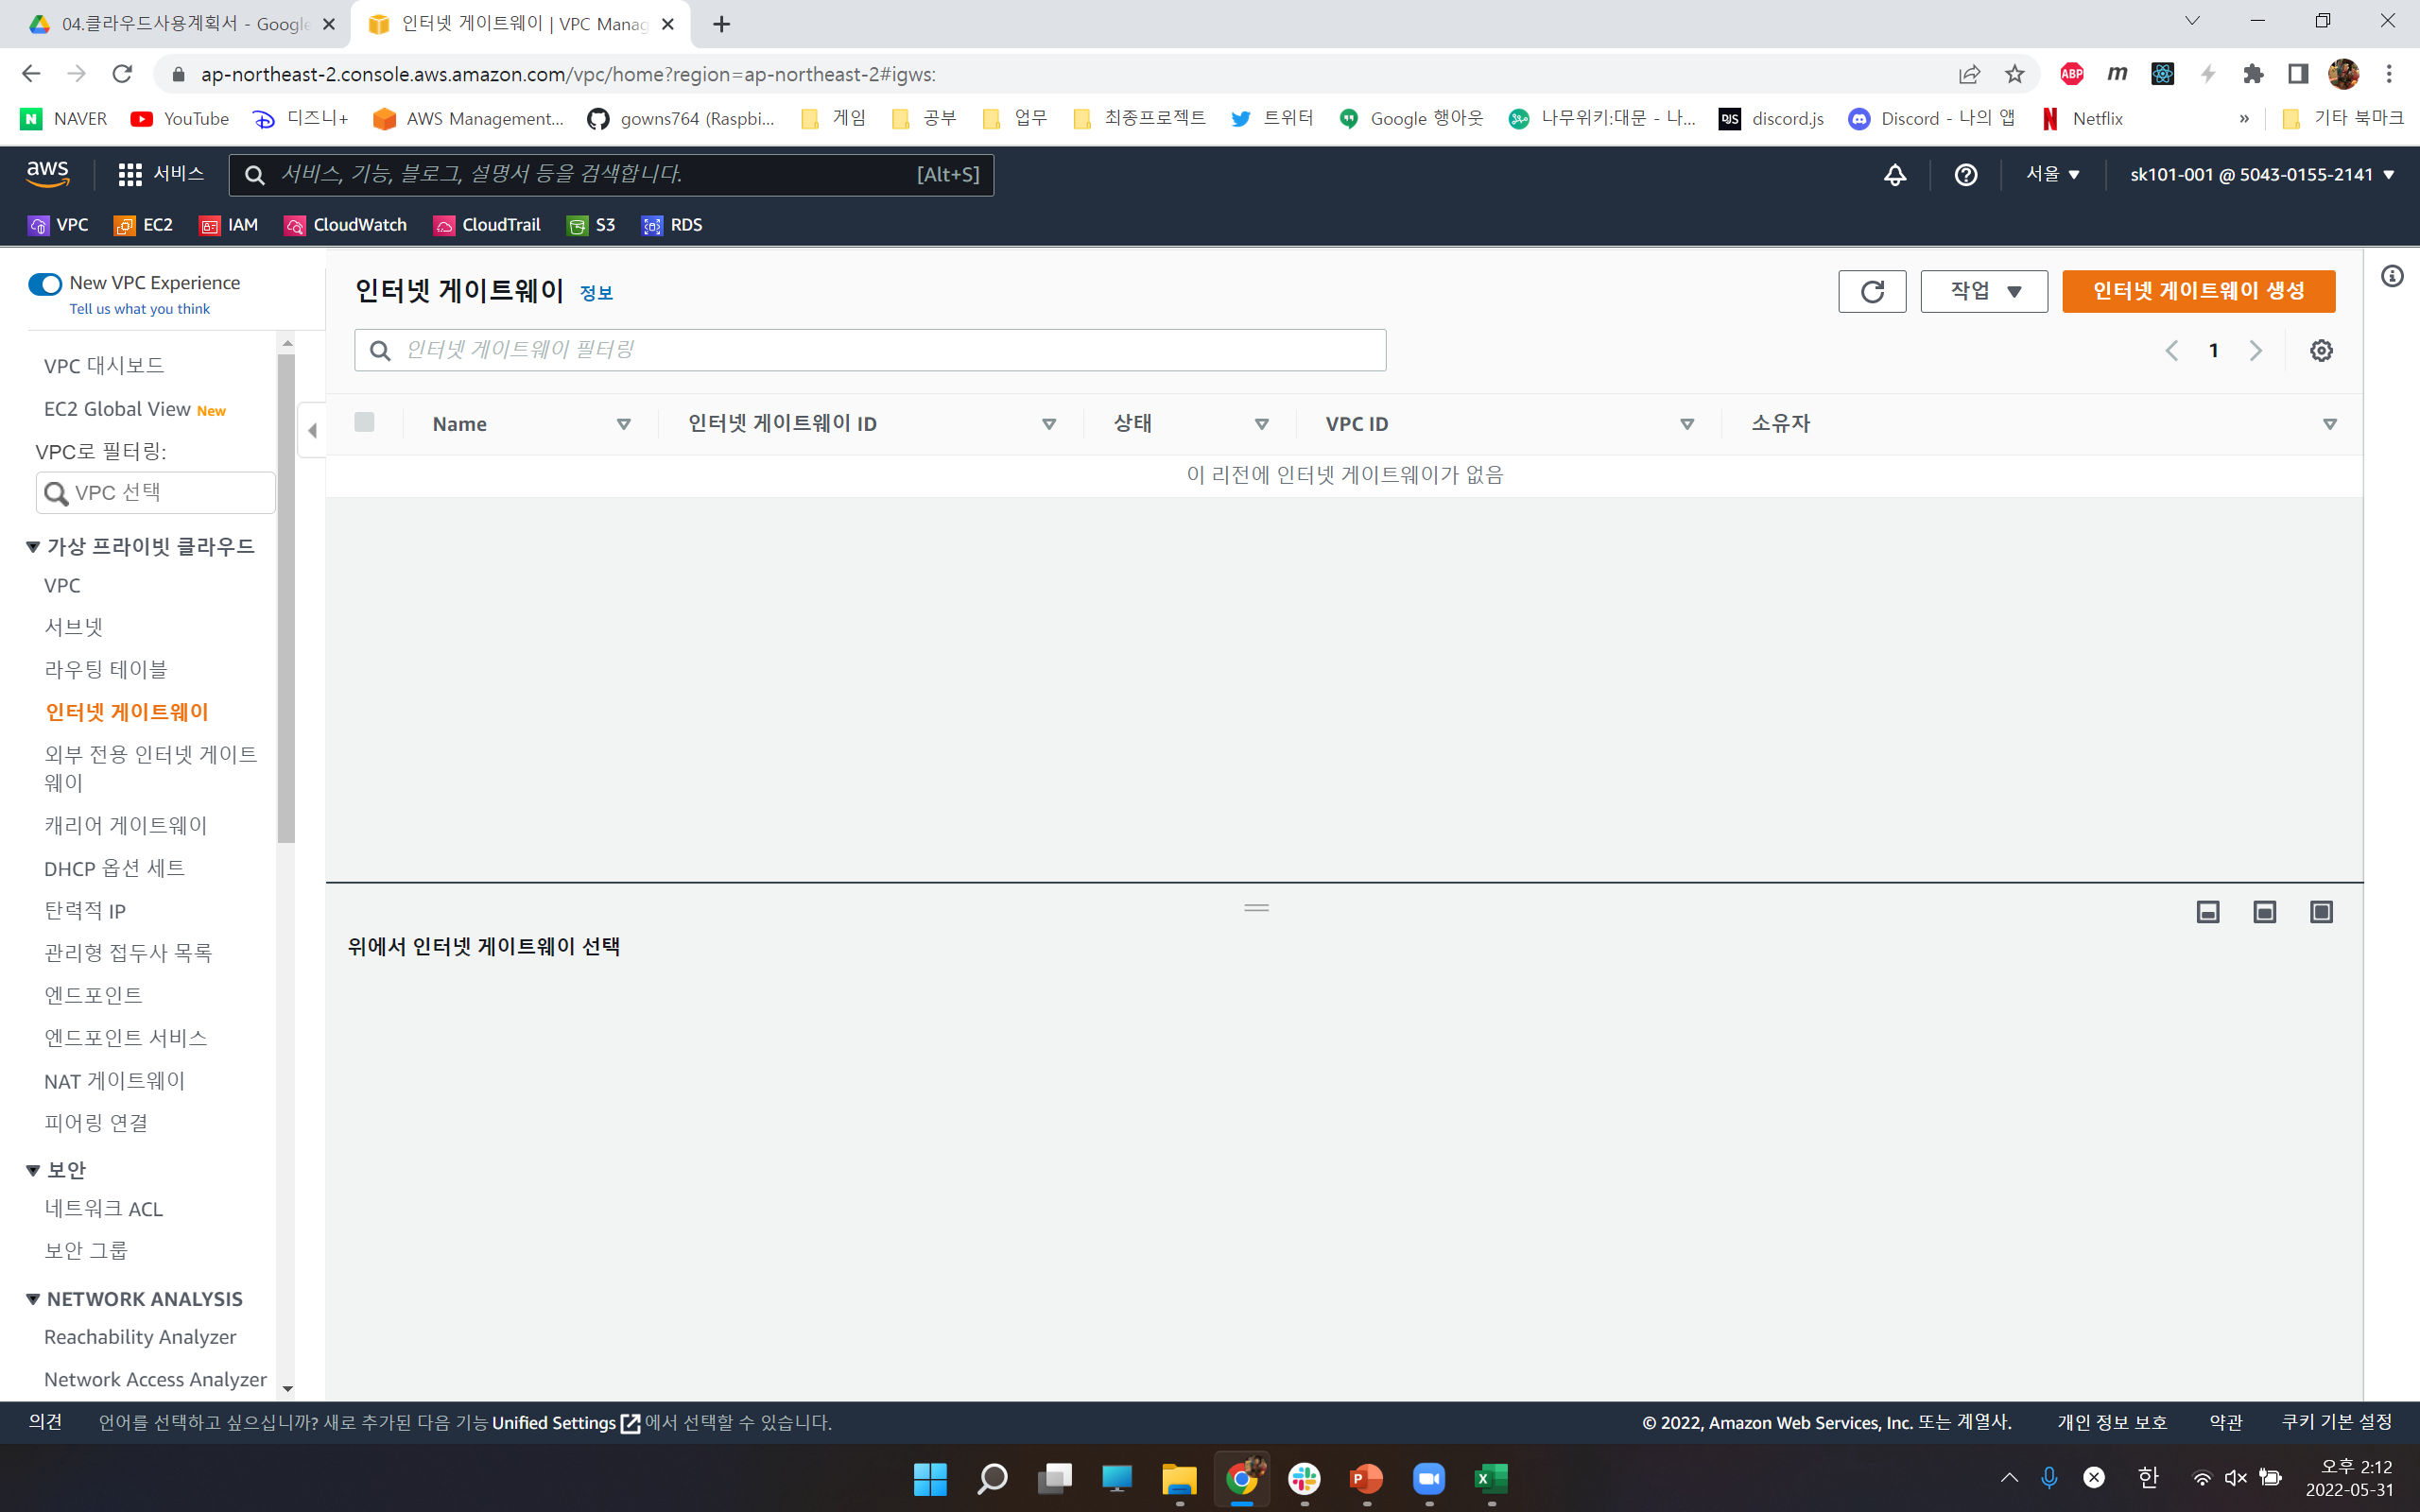 04.클라우드사용계획서 - Google
인터넷 게이트웨이 | VPC Manag
ap-northeast-2.console.aws.amazon.com/vpc/home?region=ap-northeast-2#igws:
ABP
m
NAVER
YouTube
디즈니+
AWS Management...
gowns764 (Raspbi...
게임
공부
업무
최종프로젝트
트위터
Google 행아웃
나무위키:대문 - 나...
discord.js
Discord - 나의 앱
Netflix
»
기타 북마크
aws
서비스
서비스, 기능, 블로그, 설명서 등을 검색합니다.
[Alt+S]
서울
sk101-001 @ 5043-0155-2141
VPC
EC2
IAM
CloudWatch
CloudTrail
S3
RDS
New VPC Experience
Tell us what you think
VPC 대시보드
EC2 Global View New
VPC로 필터링:
VPC 선택
가상 프라이빗 클라우드
VPC
서브넷
라우팅 테이블
인터넷 게이트웨이
외부 전용 인터넷 게이트
웨이
캐리어 게이트웨이
DHCP 옵션 세트
탄력적 IP
관리형 접두사 목록
엔드포인트
엔드포인트 서비스
NAT 게이트웨이
피어링 연결
보안
네트워크 ACL
보안 그룹
NETWORK ANALYSIS
Reachability Analyzer
Network Access Analyzer
인터넷 게이트웨이 정보
작업
인터넷 게이트웨이 생성
인터넷 게이트웨이 필터링
1
Name
인터넷 게이트웨이 ID
상태
VPC ID
소유자
이 리전에 인터넷 게이트웨이가 없음
위에서 인터넷 게이트웨이 선택
의견
언어를 선택하고 싶으십니까? 새로 추가된 다음 기능 Unified Settings 에서 선택할 수 있습니다.
© 2022, Amazon Web Services, Inc. 또는 계열사.
개인 정보 보호
약관
쿠키 기본 설정
한
오후 2:12
2022-05-31